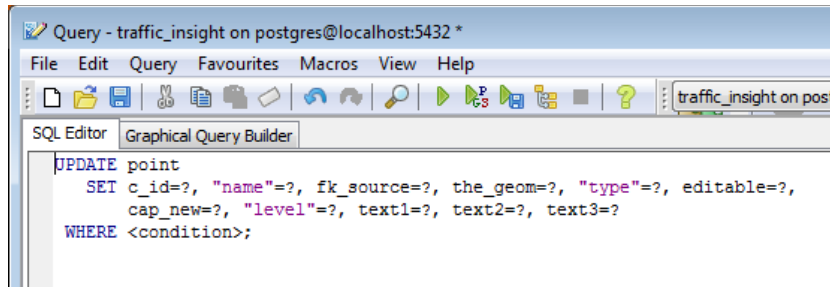 Query - traffic_insight on postgres@localhost:5432 *
File Edit Query Favourites Macros View Help
traffic_insight on pos
SQL Editor Graphical Query Builder
UPDATE point
SET c_id=?, "name"=?, fk_source=?, the_geom=?, "type"=?, editable=?,
cap_new=?, "level"=?, text1=?, text2=?, text3=?
WHERE <condition>;